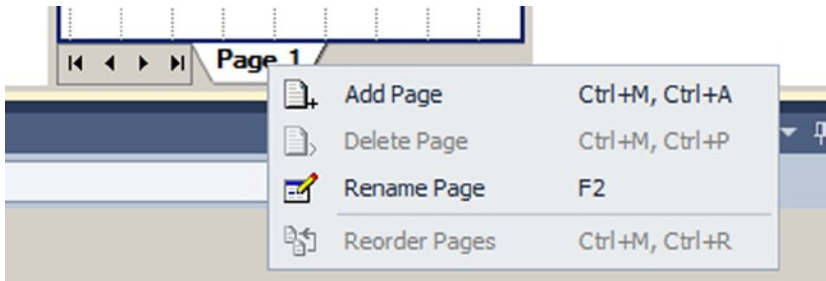 Page 1
Add Page Ctrl+M, Ctrl+A
Delete Page Ctrl+M, Ctrl+P
Rename Page F2
Reorder Pages Ctrl+M, Ctrl+R